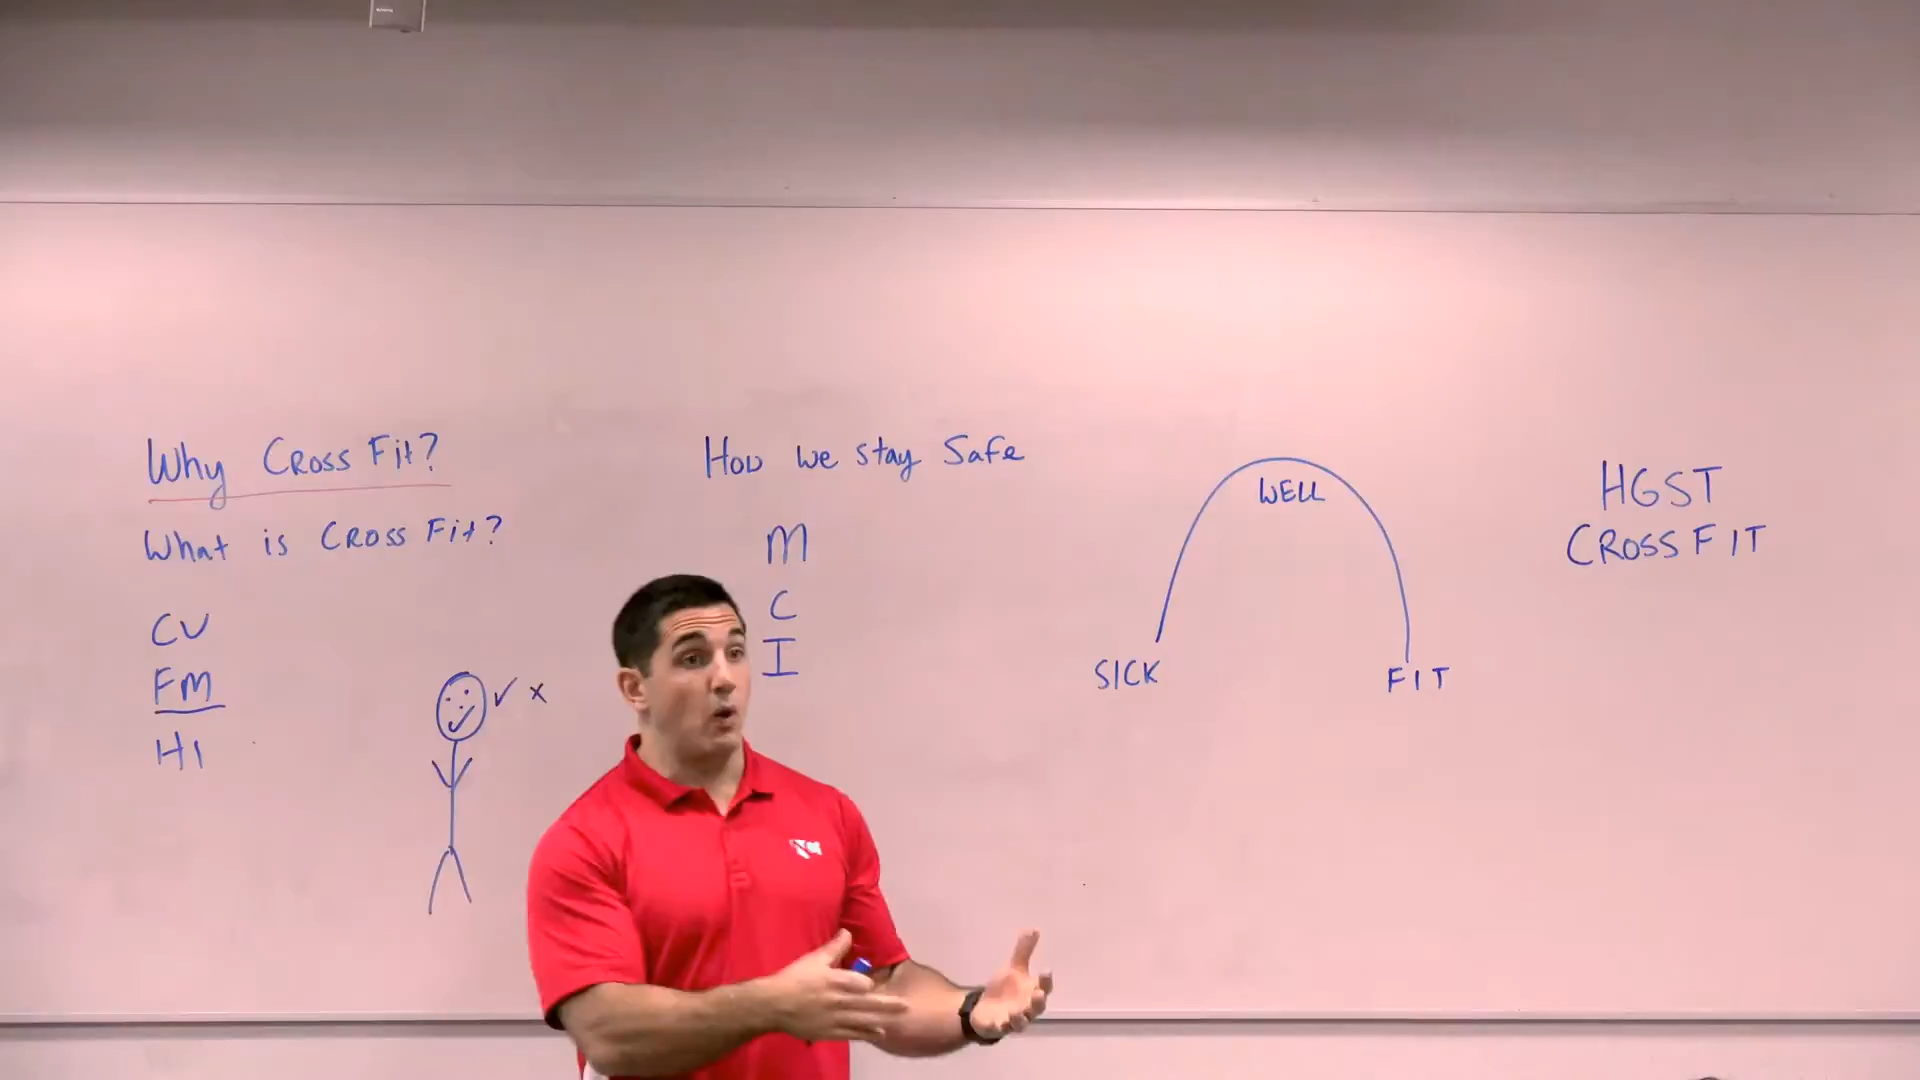 Why CRoss Fit?
What is CRoss Fit?
CV
FM
HI
How we stay Safe
M
C
I
WELL
SICK
FIT
HGST
CROSSFIT